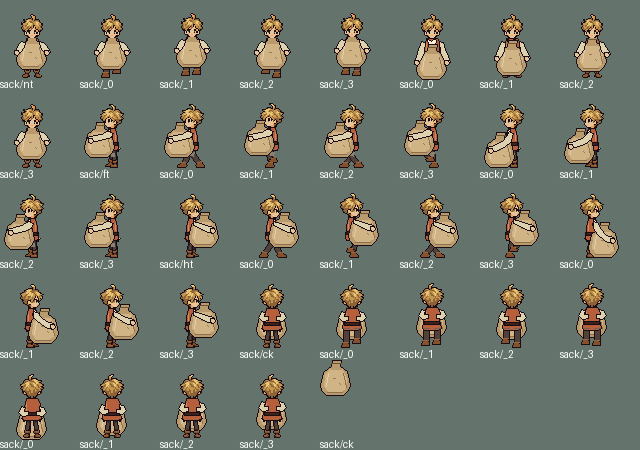 sack/nt sack/_0 sack/_1 sack/_2 sack/_3 sack/_0 sack/_1 sack/_2
sack/_3 sack/ft sack/_0 sack/_1 sack/_2 sack/_3 sack/_0 sack/_1
sack/_2 sack/_3 sack/ht sack/_0 sack/_1 sack/_2 sack/_3 sack/_0
sack/_1 sack/_2 sack/_3 sack/ck sack/_0 sack/_1 sack/_2 sack/_3
sack/_0 sack/_1 sack/_2 sack/_3 sack/ck